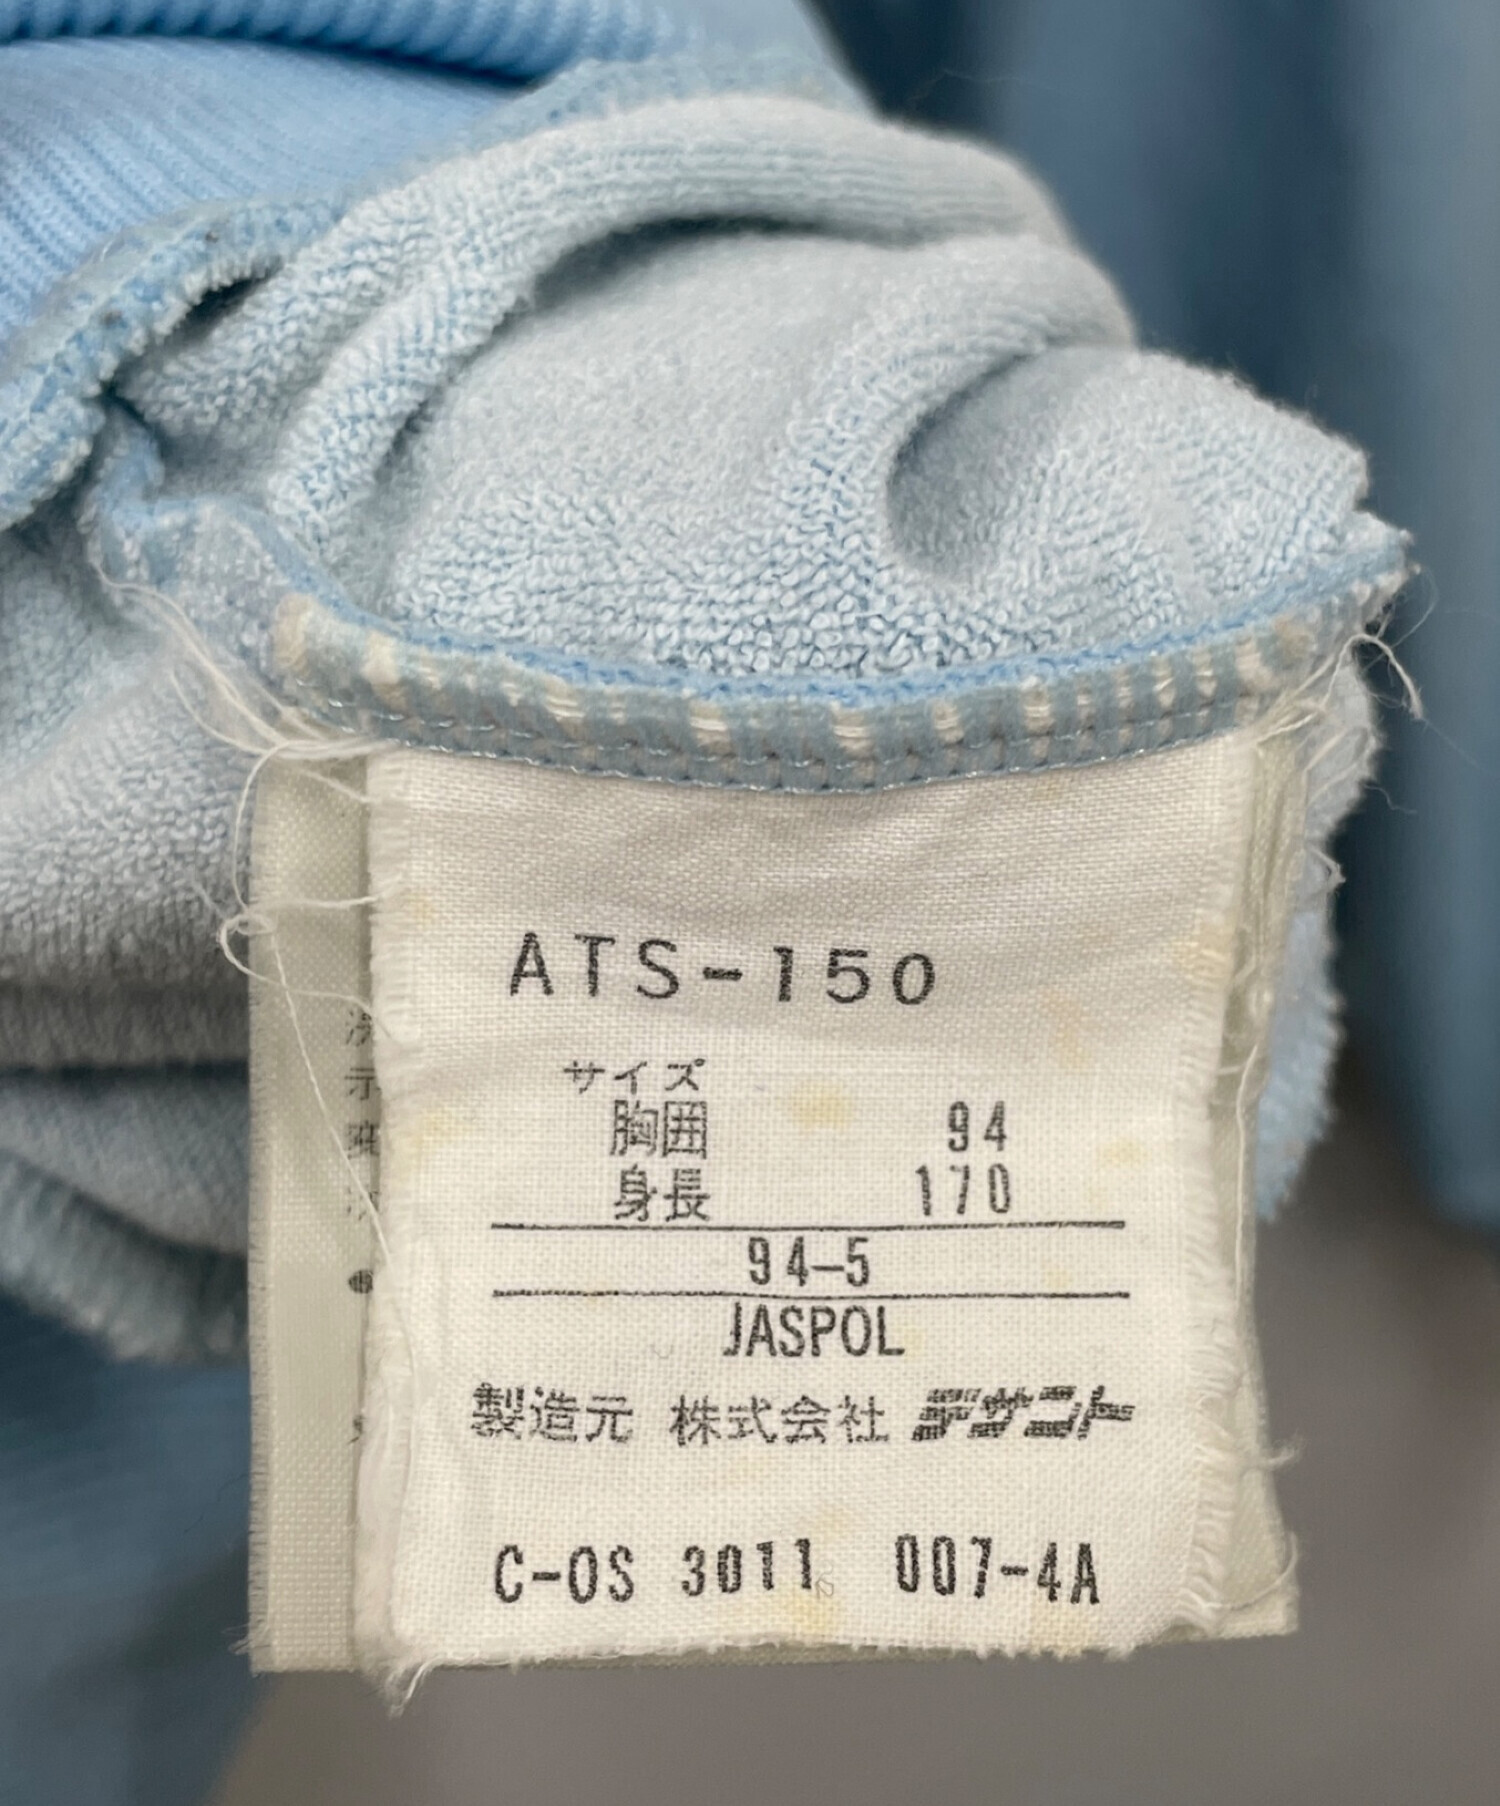 ATS-150
サイズ
胸囲 94
身長 170
94-5
JASPOL
製造元 株式会社 デサント
C-OS 3011 007-4A